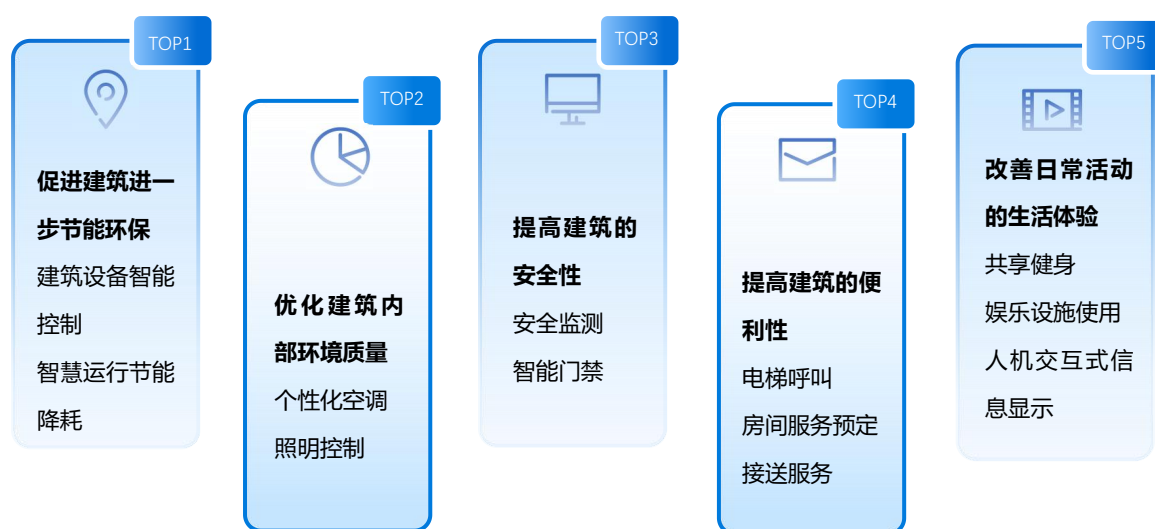 TOP1
促进建筑进一
步节能环保
建筑设备智能
控制
智慧运行节能
降耗
TOP2
优化建筑内
部环境质量
个性化空调
照明控制
TOP3
提高建筑的
安全性
安全监测
智能门禁
TOP4
提高建筑的便
利性
电梯呼叫
房间服务预定
接送服务
TOP5
改善日常活动
的生活体验
共享健身
娱乐设施使用
人机交互式信
息显示